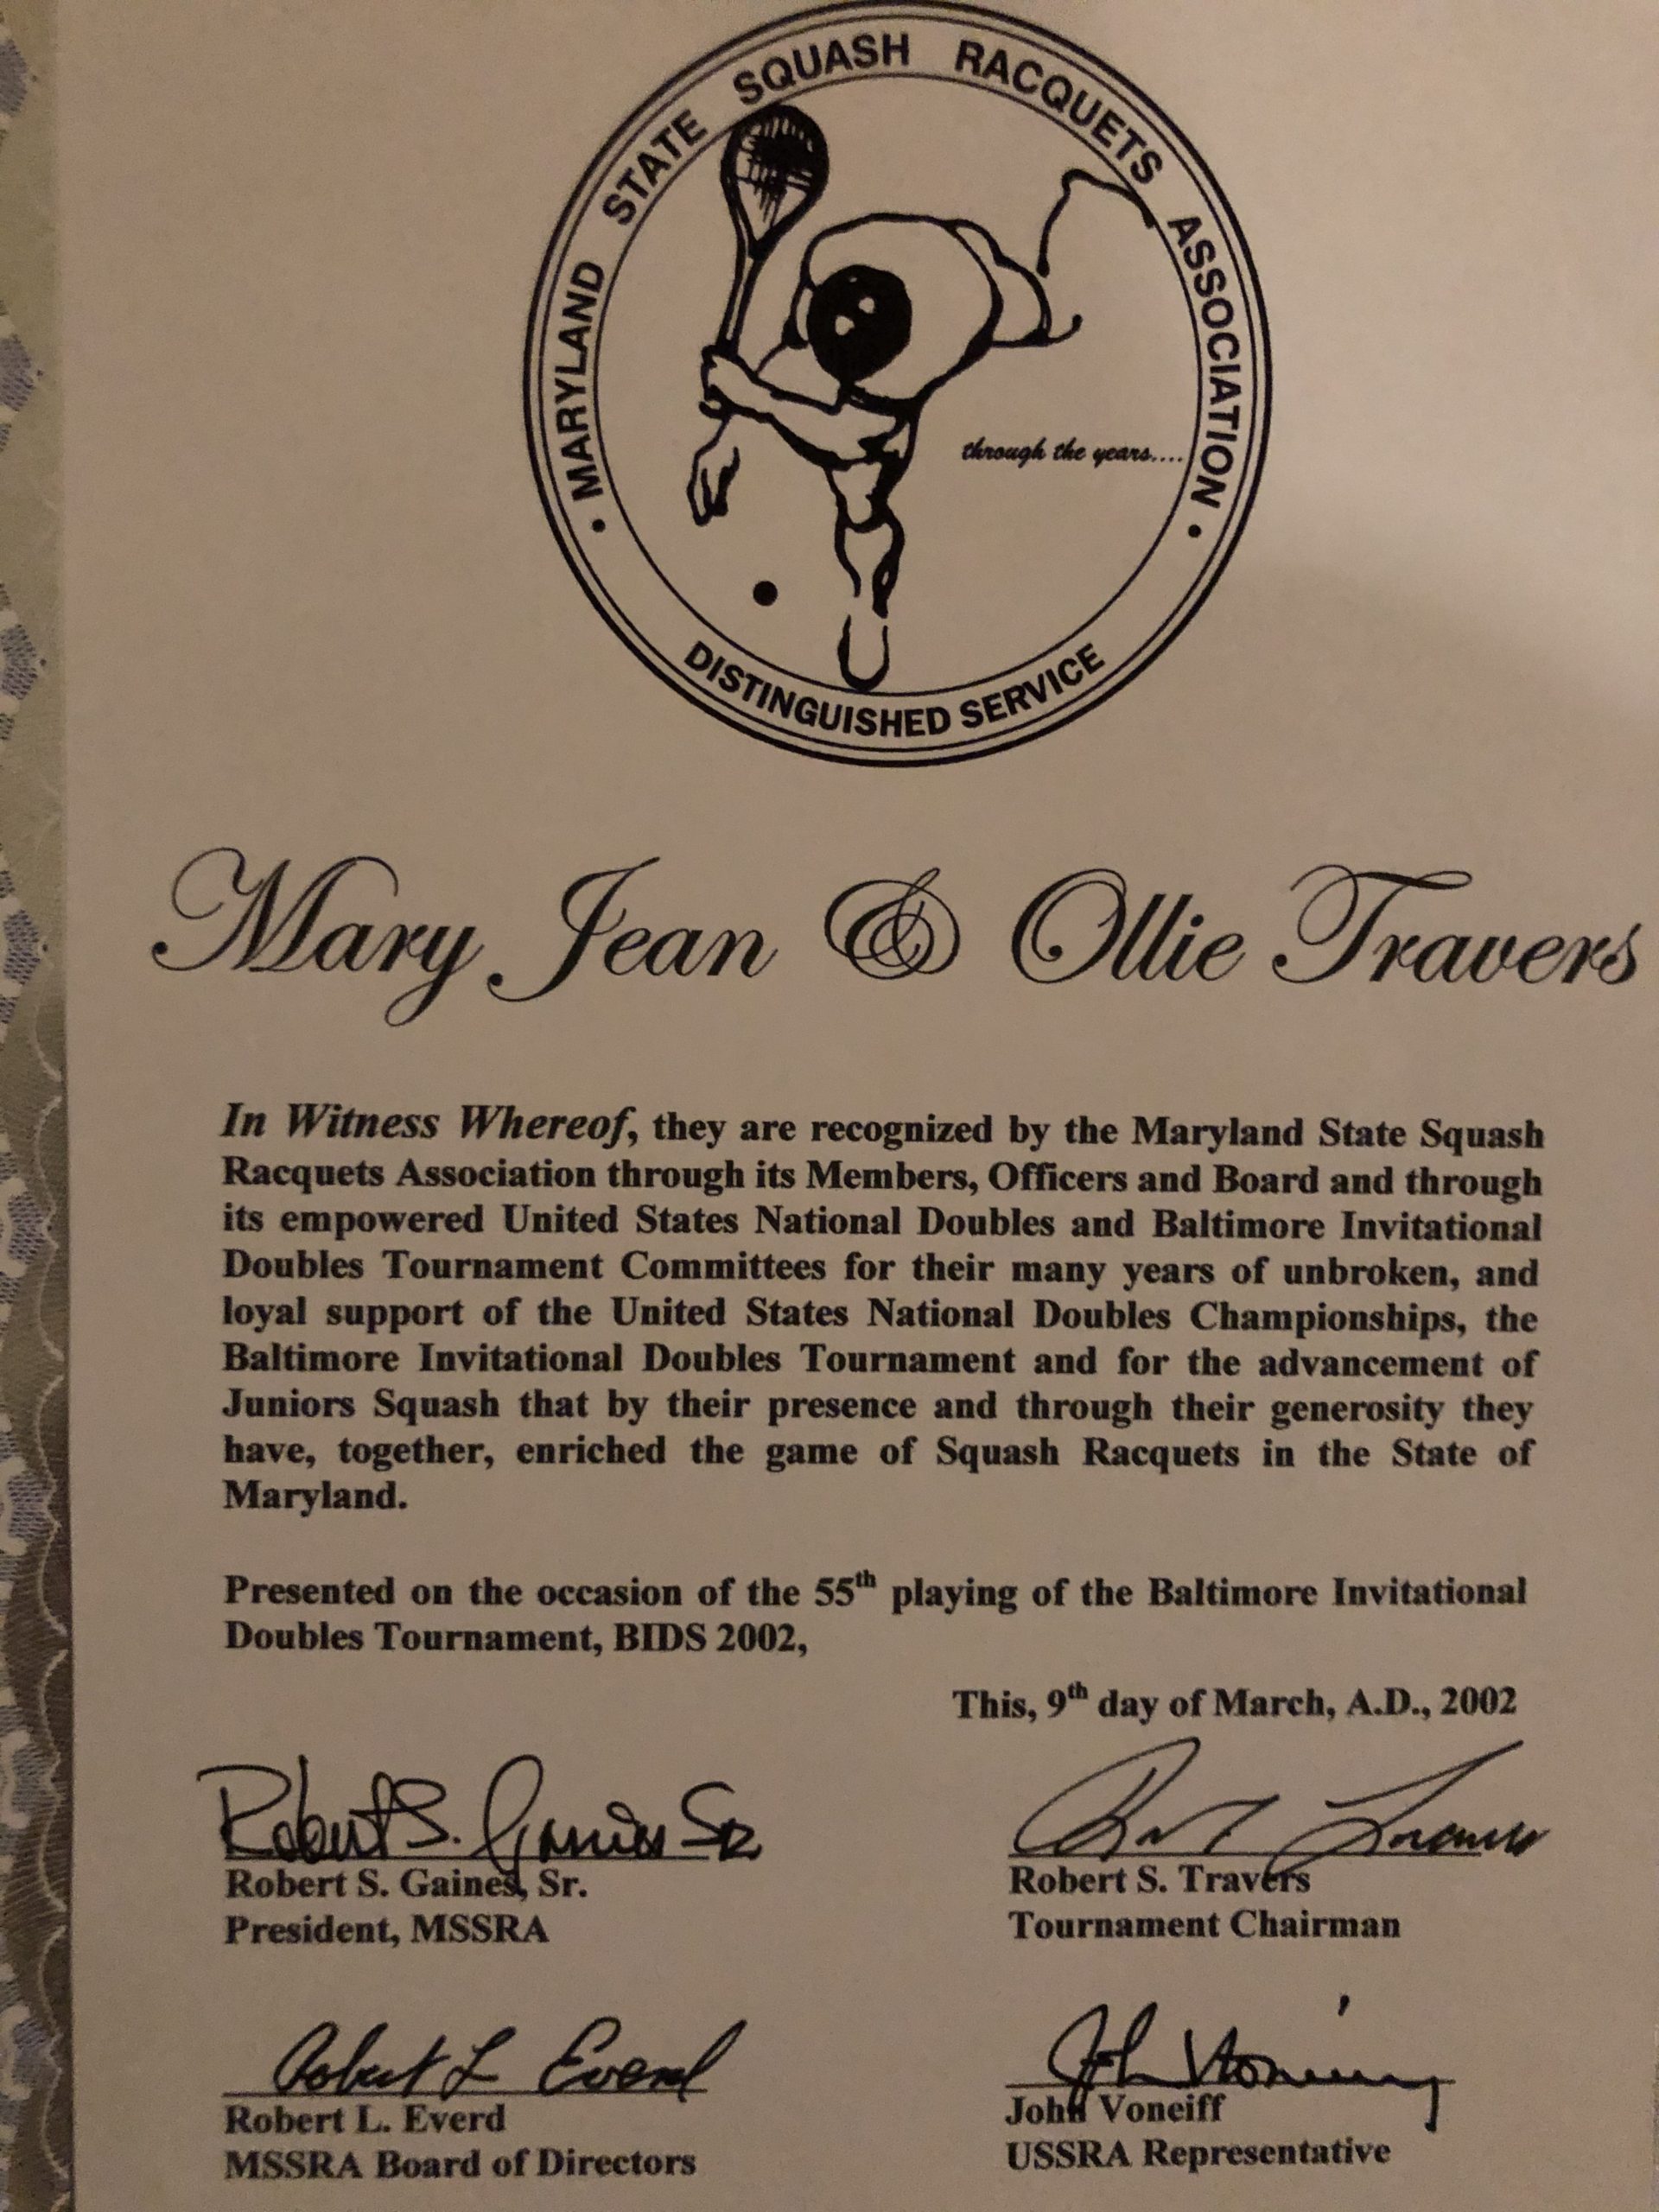 MARYLAND STATE SQUASH RACQUETS ASSOCIATION
through the years....
DISTINGUISHED SERVICE
Mary Jean & Ollie Travers
In Witness Whereof, they are recognized by the Maryland State Squash
Racquets Association through its Members, Officers and Board and through
its empowered United States National Doubles and Baltimore Invitational
Doubles Tournament Committees for their many years of unbroken, and
loyal support of the United States National Doubles Championships, the
Baltimore Invitational Doubles Tournament and for the advancement of
Juniors Squash that by their presence and through their generosity they
have, together, enriched the game of Squash Racquets in the State of
Maryland.
Presented on the occasion of the 55th playing of the Baltimore Invitational
Doubles Tournament, BIDS 2002,
This, 9th day of March, A.D., 2002
Robert S. Gaines Sr
Robert S. Gaines, Sr.
President, MSSRA
Robert S. Travers
Tournament Chairman
Robert L Everd
Robert L. Everd
MSSRA Board of Directors
John Voneiff
USSRA Representative